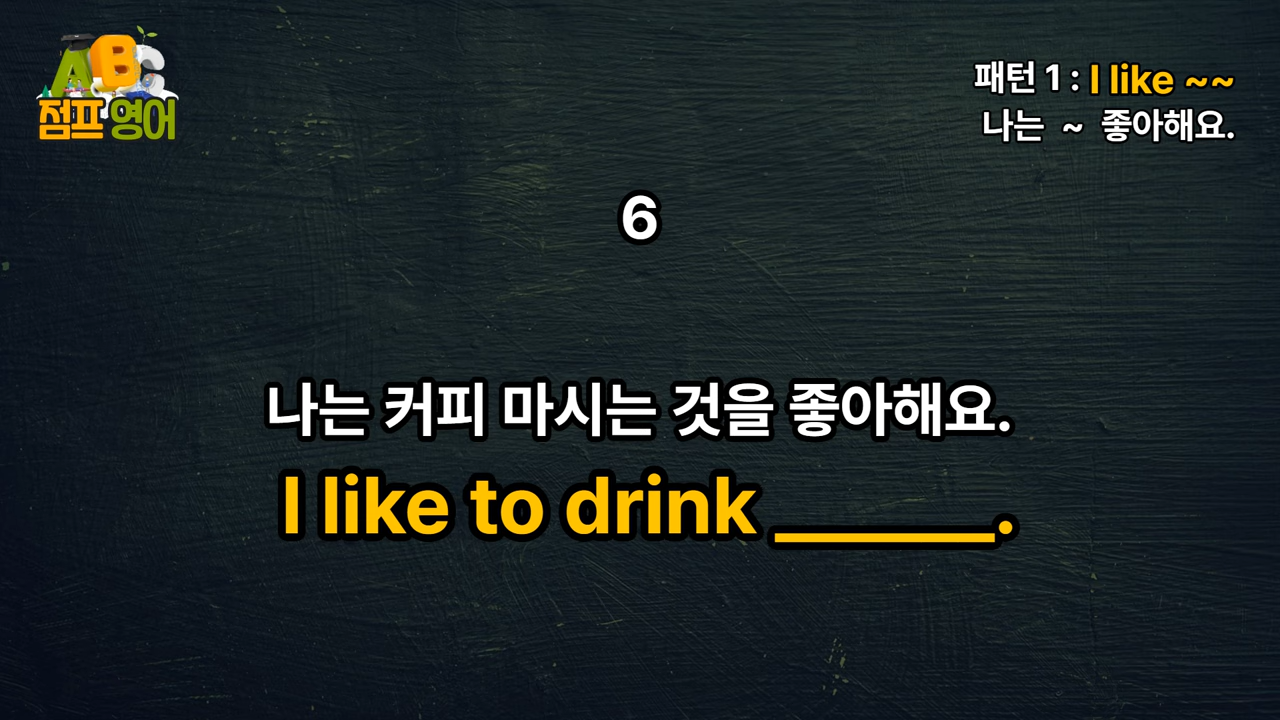 ABC
점프 영어
패턴 1 : I like ~~
나는 ~ 좋아해요.
6
나는 커피 마시는 것을 좋아해요.
I like to drink ______.